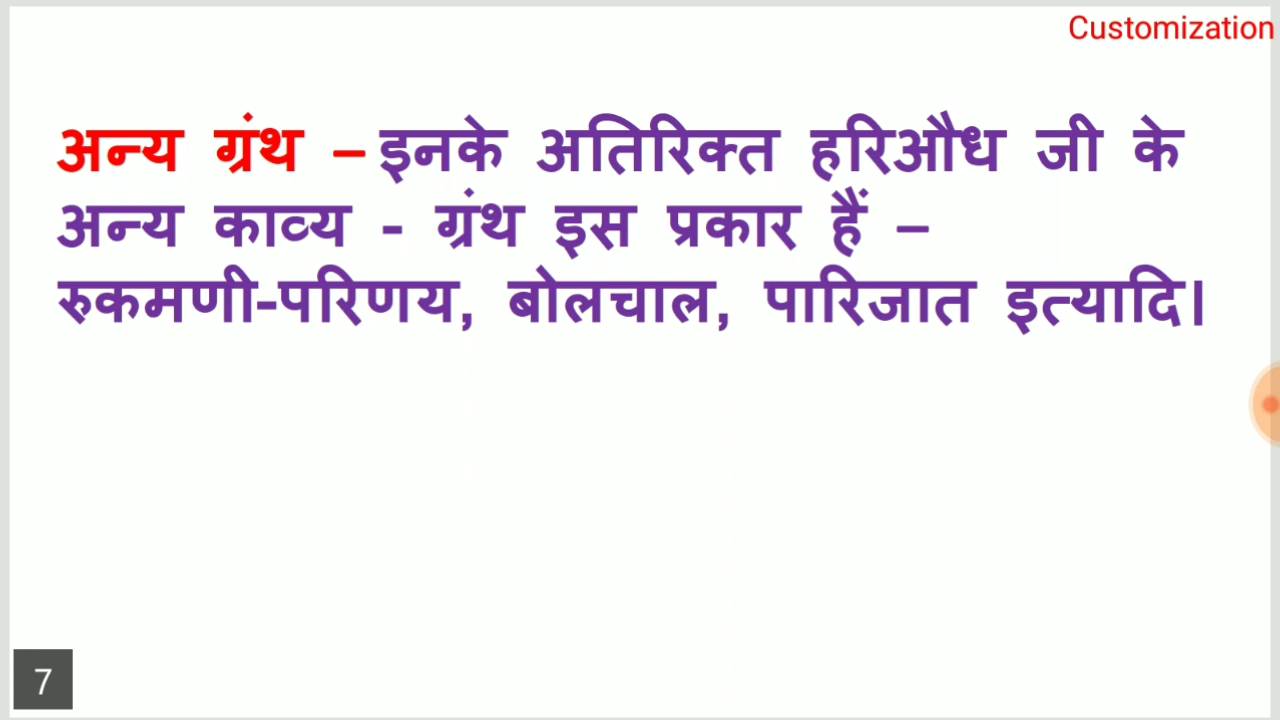 Customization
अन्य ग्रंथ – इनके अतिरिक्त हरिऔध जी के
अन्य काव्य - ग्रंथ इस प्रकार हैं –
रुकमणी-परिणय, बोलचाल, पारिजात इत्यादि।
7